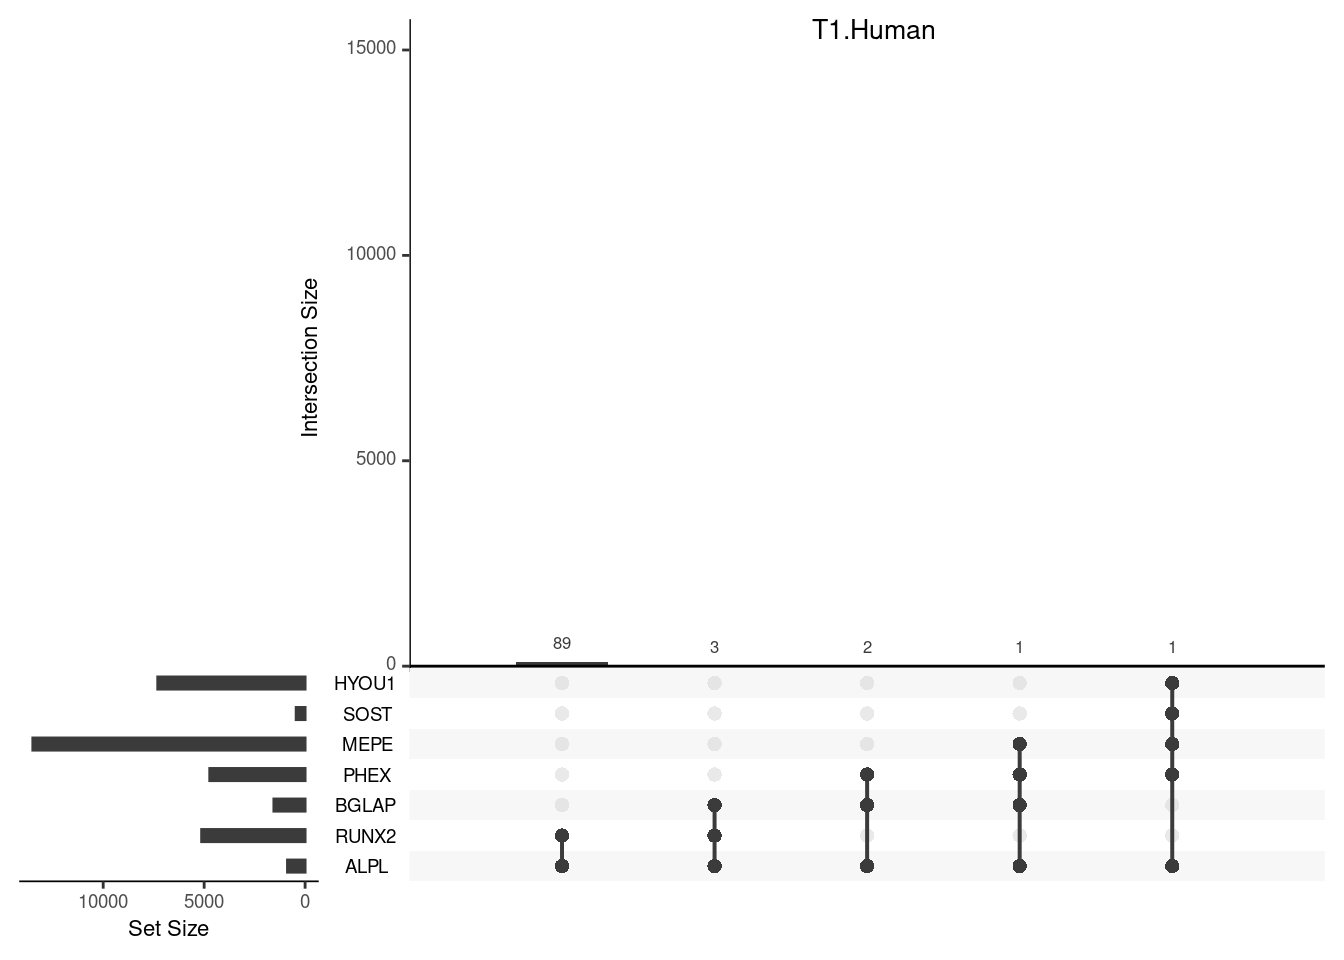 T1.Human
15000
10000
5000
0
Intersection Size
89 3 2 1 1
HYOU1
SOST
MEPE
PHEX
BGLAP
RUNX2
ALPL
10000 5000 0
Set Size